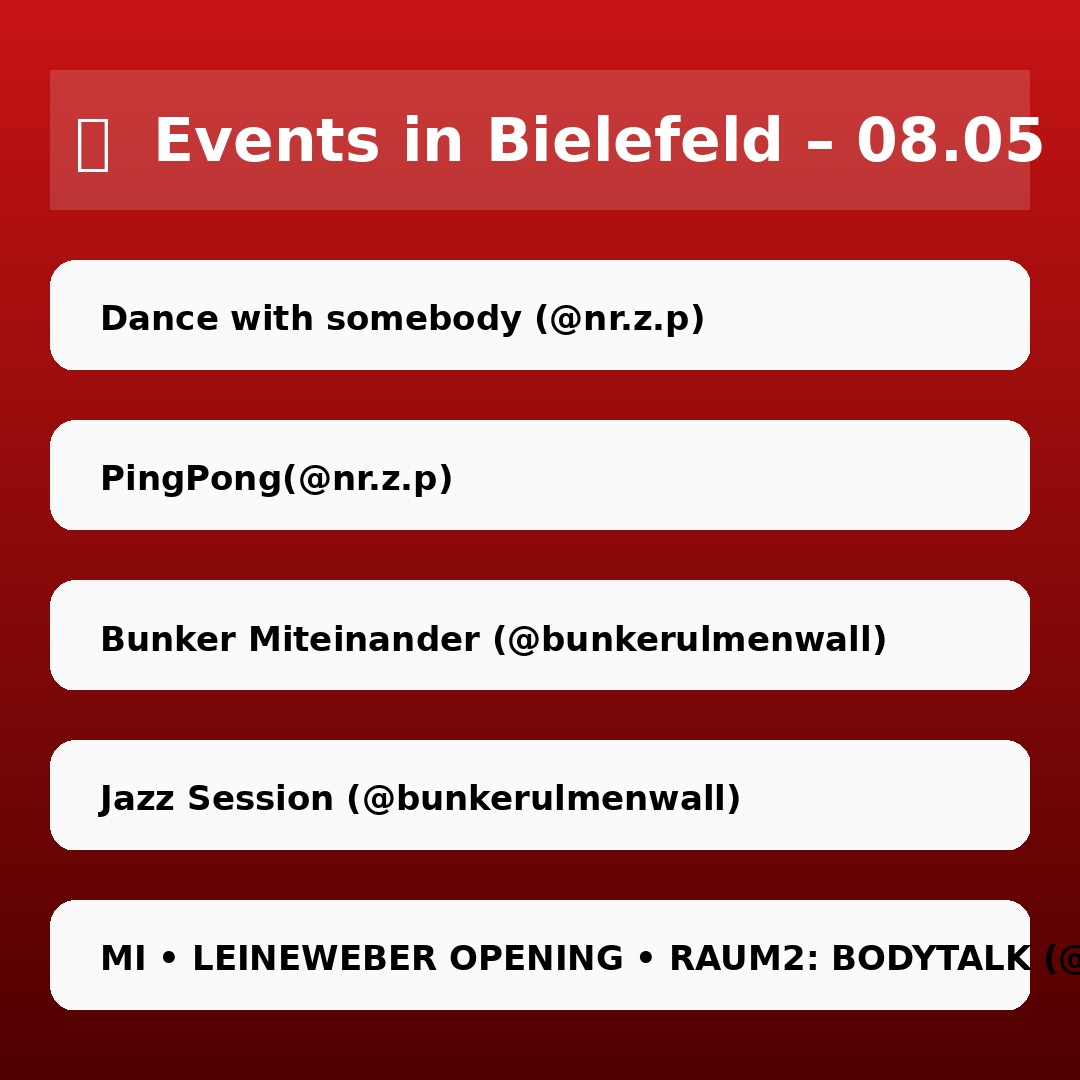 Events in Bielefeld – 08.05
Dance with somebody (@nr.z.p)
PingPong(@nr.z.p)
Bunker Miteinander (@bunkerulmenwall)
Jazz Session (@bunkerulmenwall)
MI • LEINEWEBER OPENING • RAUM2: BODYTALK (@